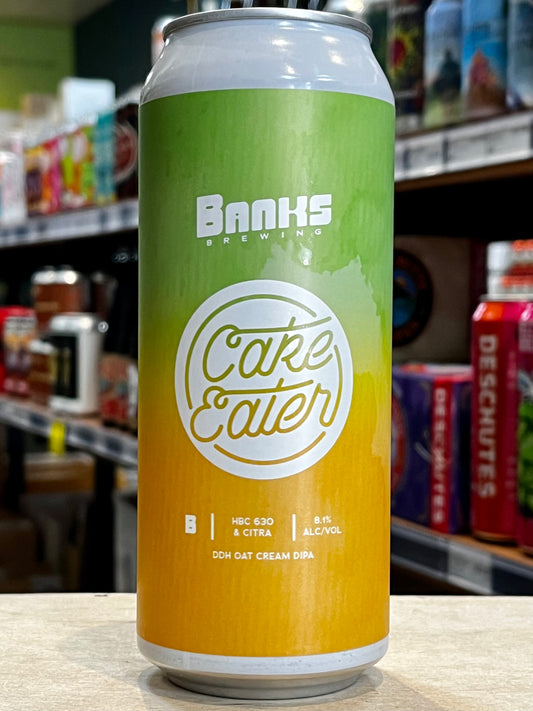 BANKS
BREWING
Cake
Eater
B
HBC 630
& CITRA
8.1%
ALC/VOL
DDH OAT CREAM DIPA
DESCHUTES
DESCHUTES